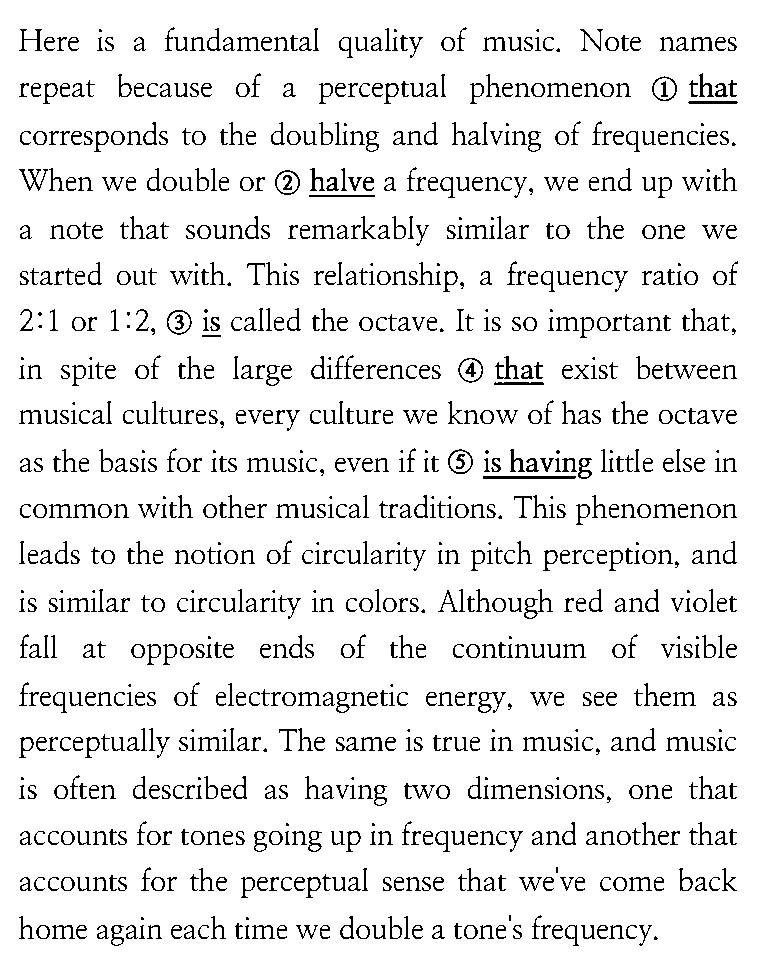 Here is a fundamental quality of music. Note names
repeat because of a perceptual phenomenon ① that
corresponds to the doubling and halving of frequencies.
When we double or ② halve a frequency, we end up with
a note that sounds remarkably similar to the one we
started out with. This relationship, a frequency ratio of
2:1 or 1:2, ③ is called the octave. It is so important that,
in spite of the large differences ④ that exist between
musical cultures, every culture we know of has the octave
as the basis for its music, even if it ⑤ is having little else in
common with other musical traditions. This phenomenon
leads to the notion of circularity in pitch perception, and
is similar to circularity in colors. Although red and violet
fall at opposite ends of the continuum of visible
frequencies of electromagnetic energy, we see them as
perceptually similar. The same is true in music, and music
is often described as having two dimensions, one that
accounts for tones going up in frequency and another that
accounts for the perceptual sense that we've come back
home again each time we double a tone's frequency.